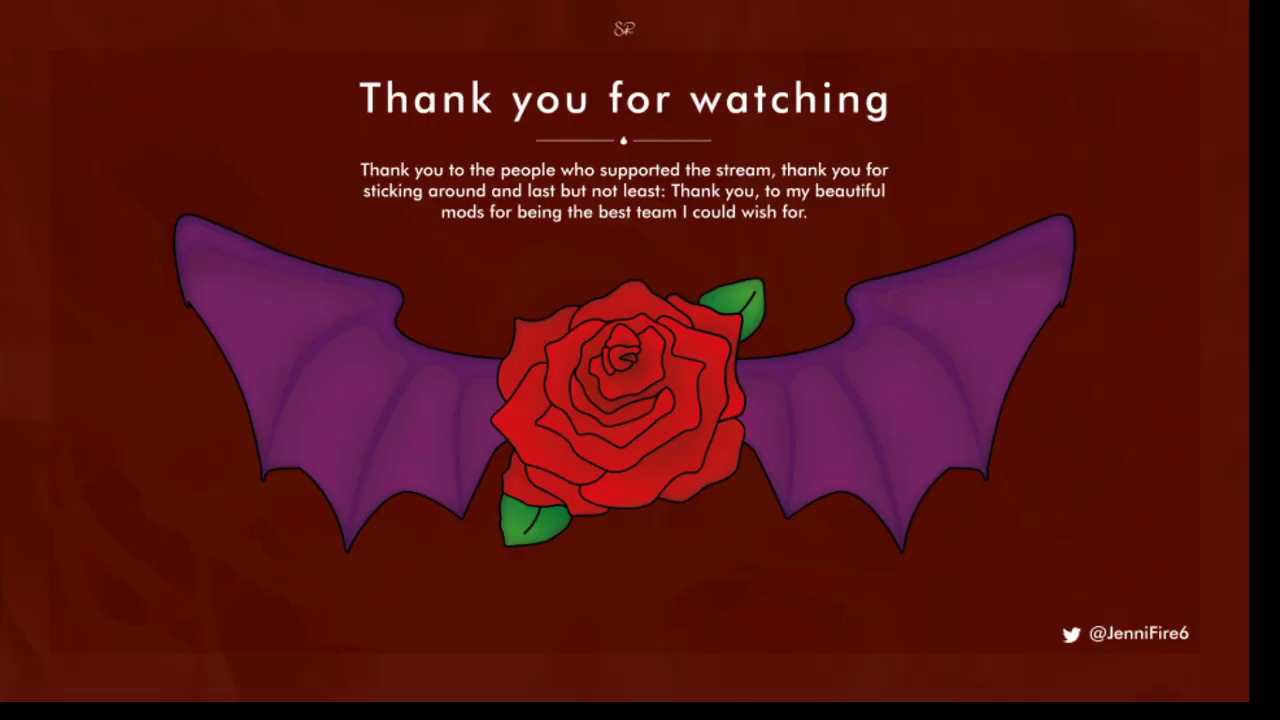 SR
Thank you for watching
Thank you to the people who supported the stream, thank you for
sticking around and last but not least: Thank you, to my beautiful
mods for being the best team I could wish for.
@JenniFire6